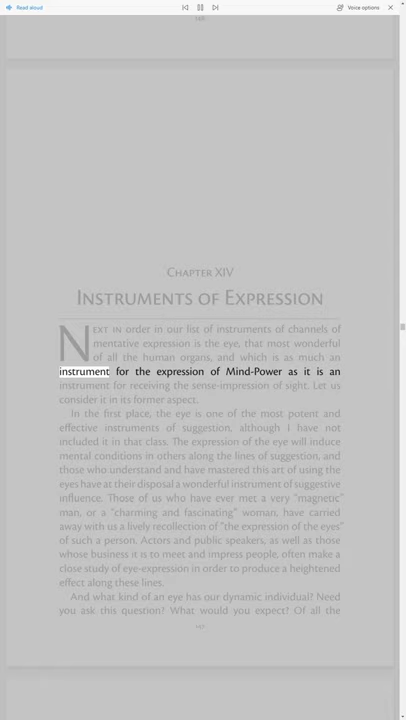 Read aloud
Voice options
CHAPTER XIV
INSTRUMENTS OF EXPRESSION
NEXT IN order in our list of instruments of channels of
mentative expression is the eye, that most wonderful
of all the human organs, and which is as much an
instrument for the expression of Mind-Power as it is an
instrument for receiving the sense-impression of sight. Let us
consider it in its former aspect.
In the first place, the eye is one of the most potent and
effective instruments of suggestion, although I have not
included it in that class. The expression of the eye will induce
mental conditions in others along the lines of suggestion, and
those who understand and have mastered this art of using the
eyes have at their disposal a wonderful instrument of suggestive
influence. Those of us who have ever met a very "magnetic"
man, or a "charming and fascinating" woman, have carried
away with us a lively recollection of "the expression of the eyes"
of such a person. Actors and public speakers, as well as those
whose business it is to meet and impress people, often make a
close study of eye-expression in order to produce a heightened
effect along these lines.
And what kind of an eye has our dynamic individual? Need
you ask this question? What would you expect? Of all the